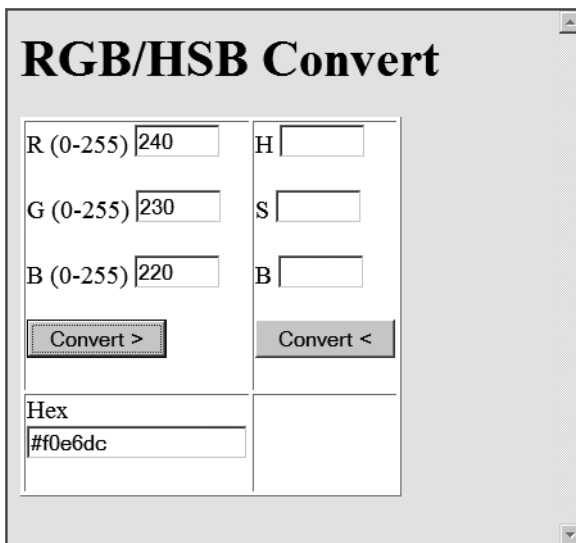 RGB/HSB Convert
R (0-255) 240
G (0-255) 230
B (0-255) 220
Convert >
H
S
B
Convert <
Hex
#f0e6dc